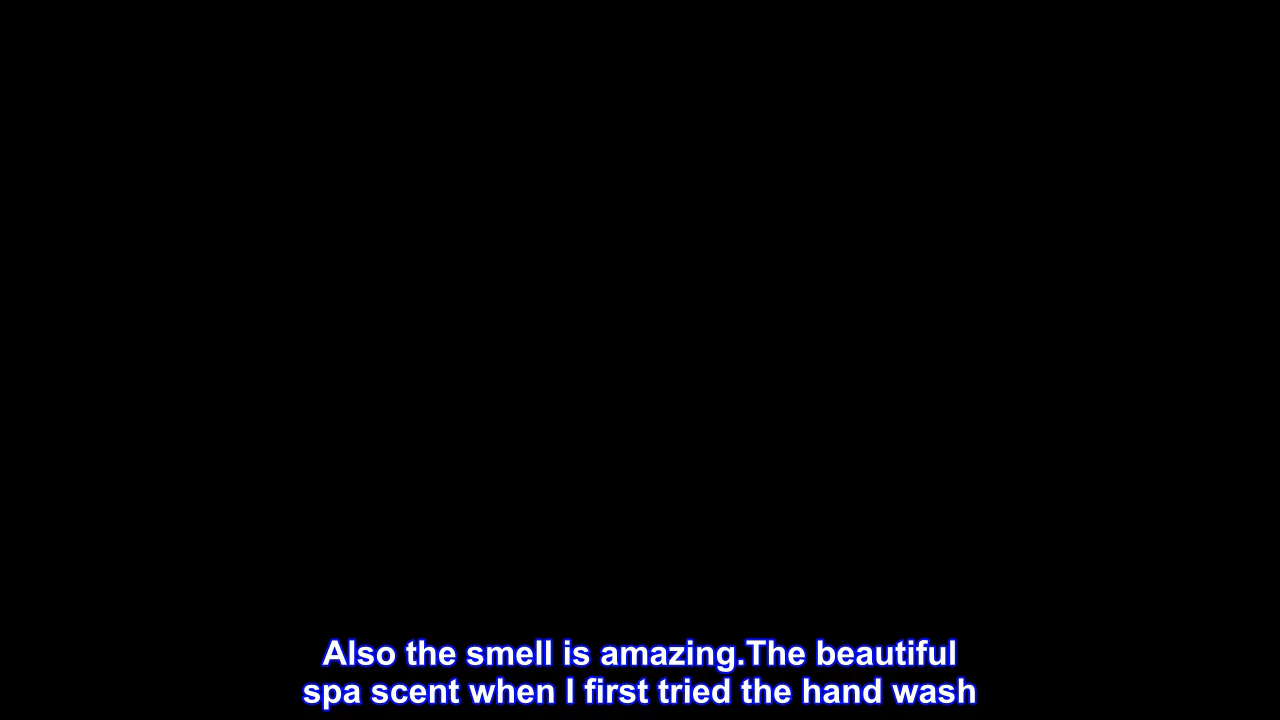 Also the smell is amazing.The beautiful
spa scent when I first tried the hand wash